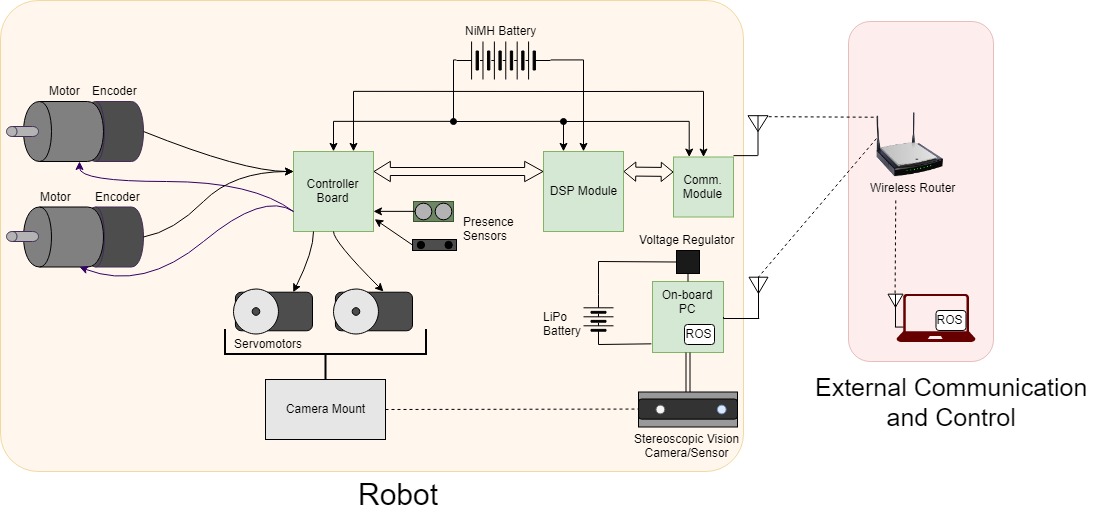 NiMH Battery
Motor
Encoder
Motor
Encoder
Controller
Board
DSP Module
Comm.
Module
Presence
Sensors
Voltage Regulator
On-board
PC
ROS
LiPo
Battery
Servomotors
Camera Mount
Stereoscopic Vision
Camera/Sensor
Robot
Wireless Router
ROS
External Communication
and Control